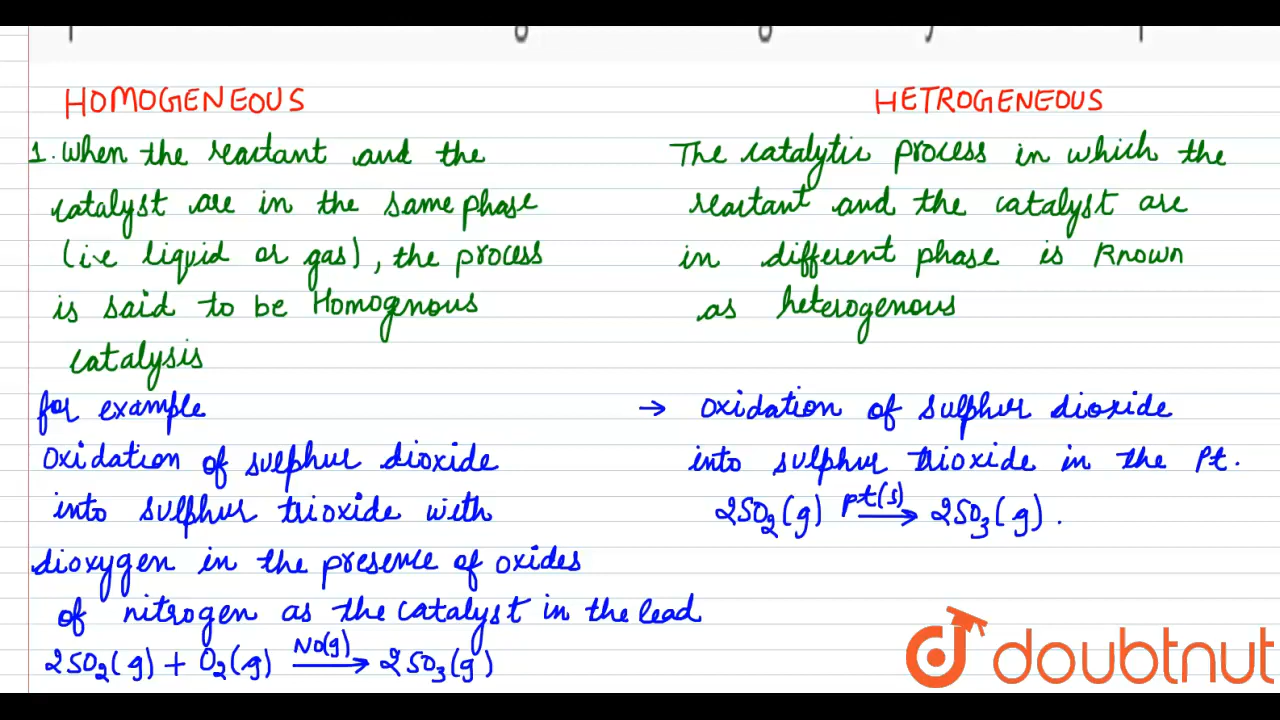 HOMOGENEOUS
1. When the reactant and the
catalyst are in the same phase
(i.e liquid or gas), the process
is said to be Homogenous
catalysis
for example
oxidation of sulphur dioxide
into sulphur trioxide with
dioxygen in the presence of oxides
of nitrogen as the catalyst in the lead
2SO₂(g) + O₂(g) NO(g)→ 2SO₃(g)
HETROGENEOUS
The catalytic process in which the
reactant and the catalyst are
in different phase is known
as heterogenous
→ oxidation of sulphur dioxide
into sulphur trioxide in the Pt.
2SO₂(g) pt(s)→ 2SO₃(g).
doubtnut